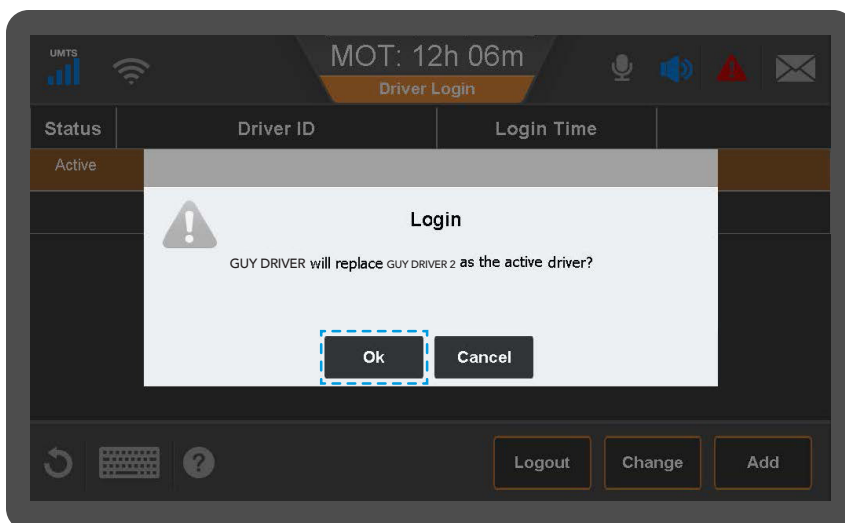 UMTS
MOT: 12h 06m
Driver Login
Status Driver ID Login Time
Active
Login
GUY DRIVER will replace GUY DRIVER 2 as the active driver?
Ok Cancel
? Logout Change Add